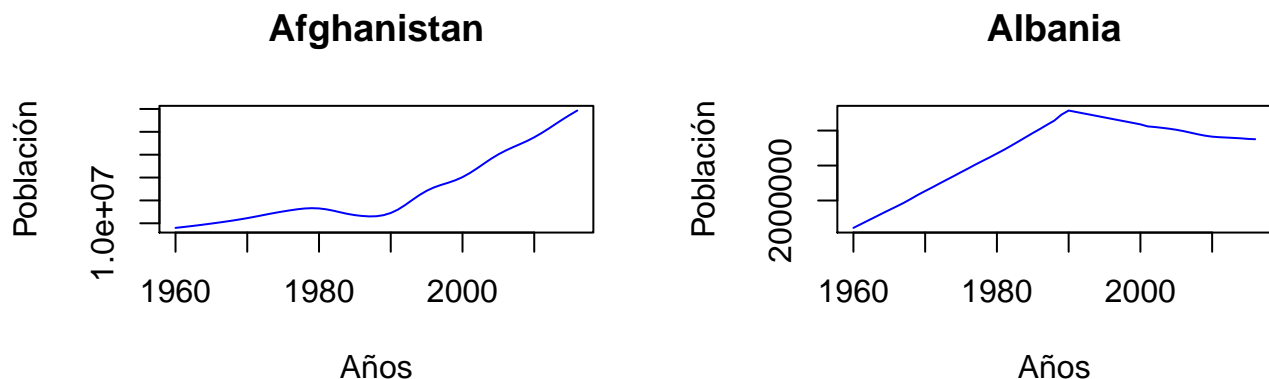 Afghanistan
Población
1.0e+07
1960 1980 2000
Años
Albania
Población
2000000
1960 1980 2000
Años